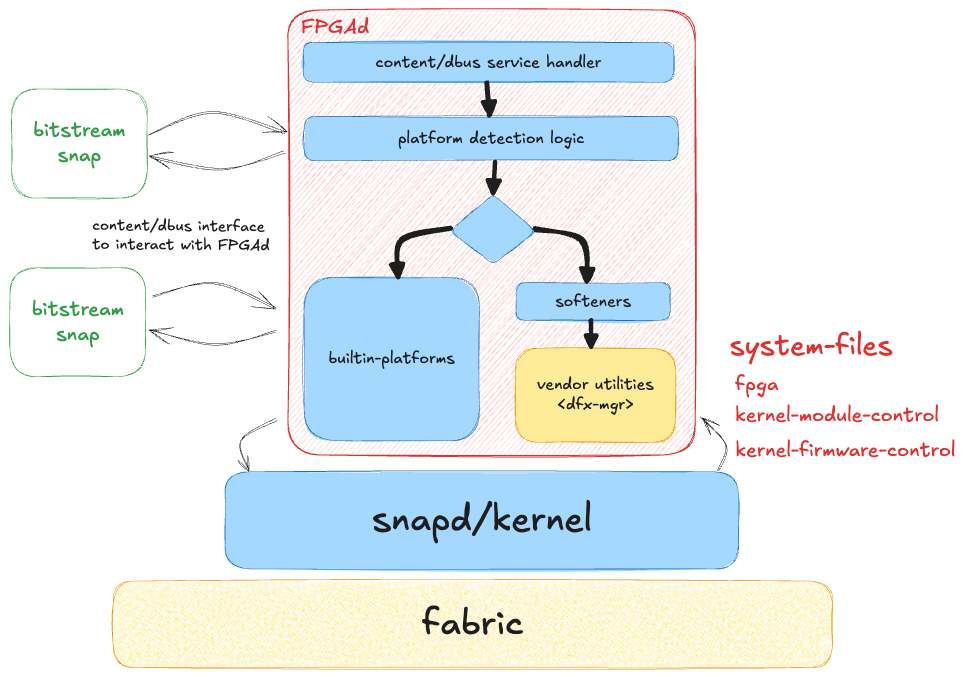 FPGAd
content/dbus service handler
platform detection logic
bitstream
snap
content/dbus interface
to interact with FPGAd
bitstream
snap
builtin-platforms
softeners
vendor utilities
<dfx-mgr>
system-files
fpga
kernel-module-control
kernel-firmware-control
snapd/kernel
fabric